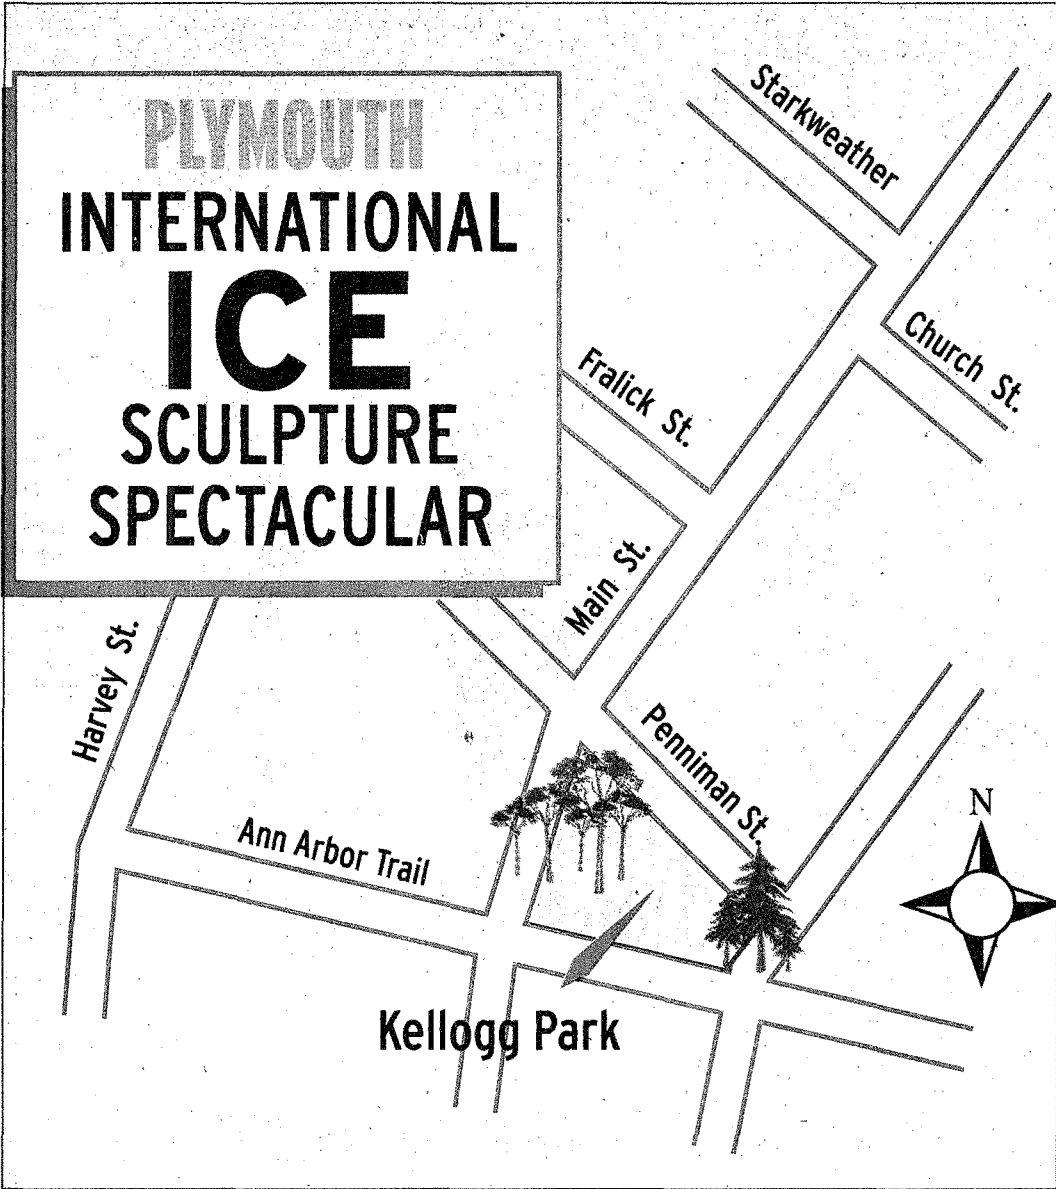 PLYMOUTH
INTERNATIONAL
ICE
SCULPTURE
SPECTACULAR
Starkweather
Church St.
Fralick St.
Main St.
Harvey St.
Penniman St.
Ann Arbor Trail
N
Kellogg Park